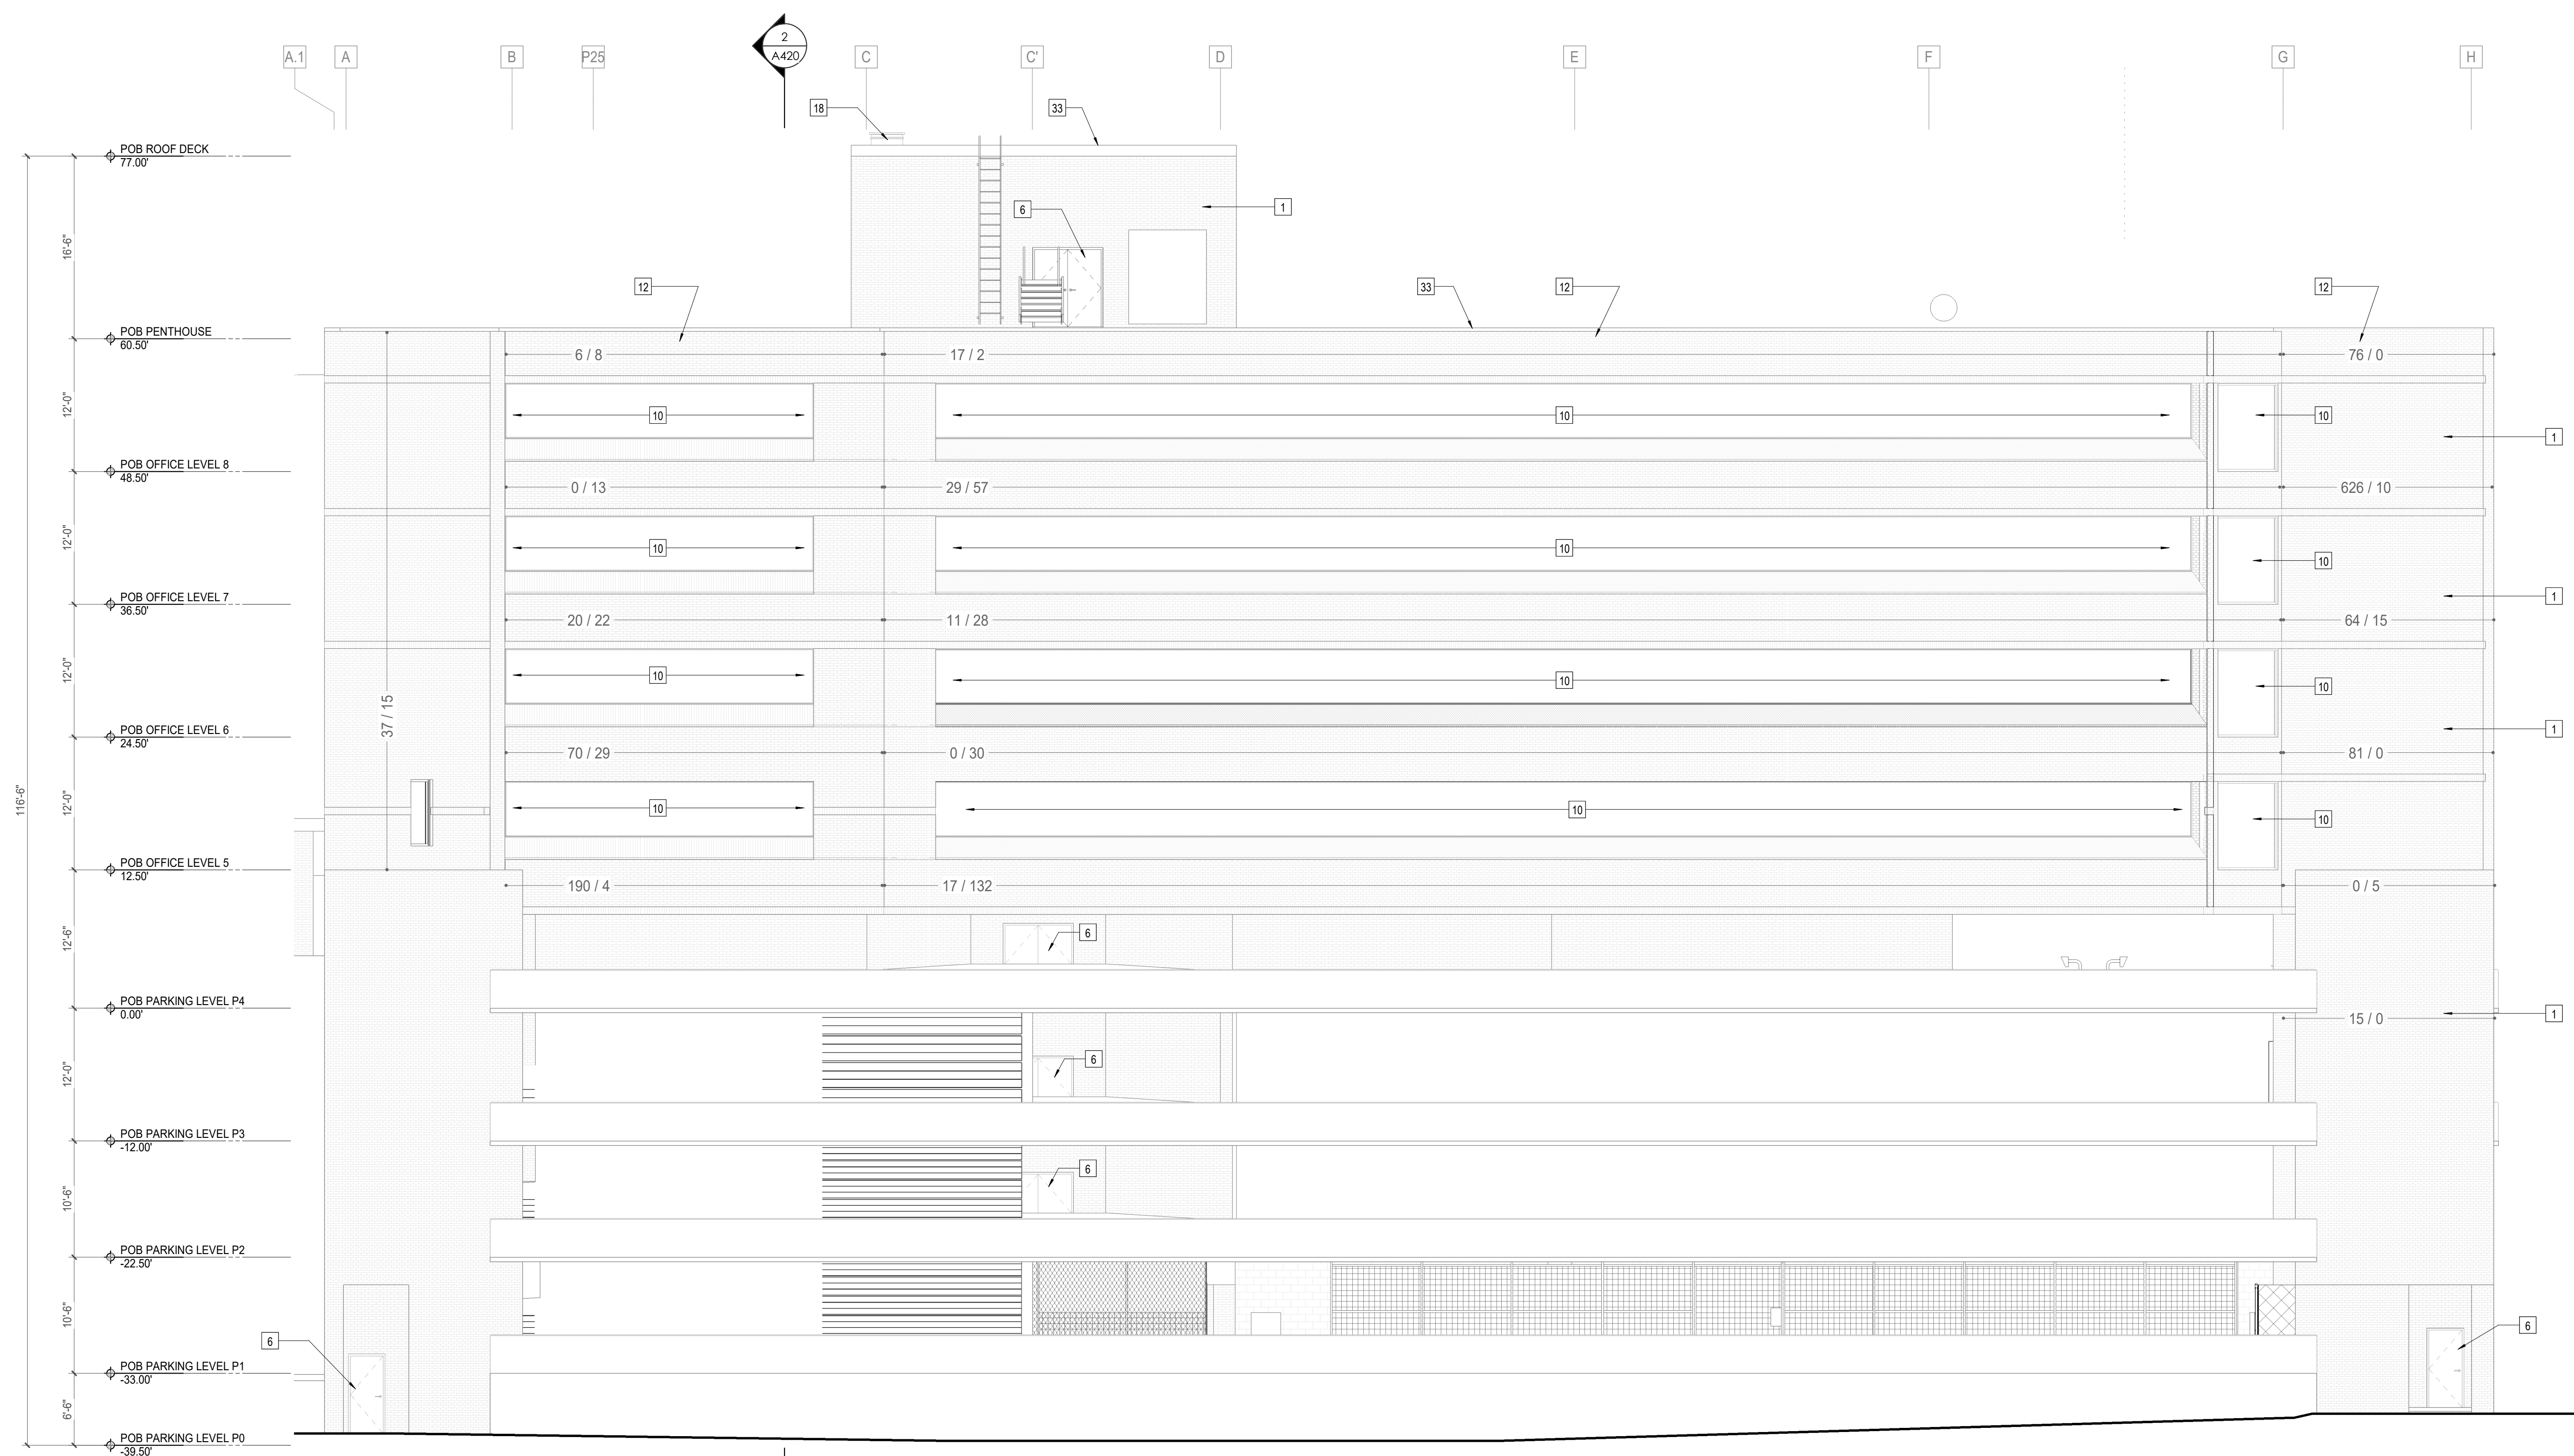 A.1 A B P25 2 C C' D E F G H
A420
18 33
POB ROOF DECK
77.00'
16'-6"
6 1
12 33 12 12
POB PENTHOUSE
60.50'
6 / 8 17 / 2 76 / 0
12'-0"
10 10 10
1
POB OFFICE LEVEL 8
48.50'
0 / 13 29 / 57 626 / 10
12'-0"
10 10 10
1
POB OFFICE LEVEL 7
36.50'
20 / 22 11 / 28 64 / 15
12'-0"
10 10 10
37 / 15
1
POB OFFICE LEVEL 6
24.50'
70 / 29 0 / 30 81 / 0
116'-6"
12'-0"
10 10 10
POB OFFICE LEVEL 5
12.50'
190 / 4 17 / 132 0 / 5
12'-6"
6
POB PARKING LEVEL P4
0.00'
1
15 / 0
12'-0"
6
POB PARKING LEVEL P3
-12.00'
10'-6"
6
POB PARKING LEVEL P2
-22.50'
10'-6"
6 6
POB PARKING LEVEL P1
-33.00'
6'-6"
POB PARKING LEVEL P0
-39.50'